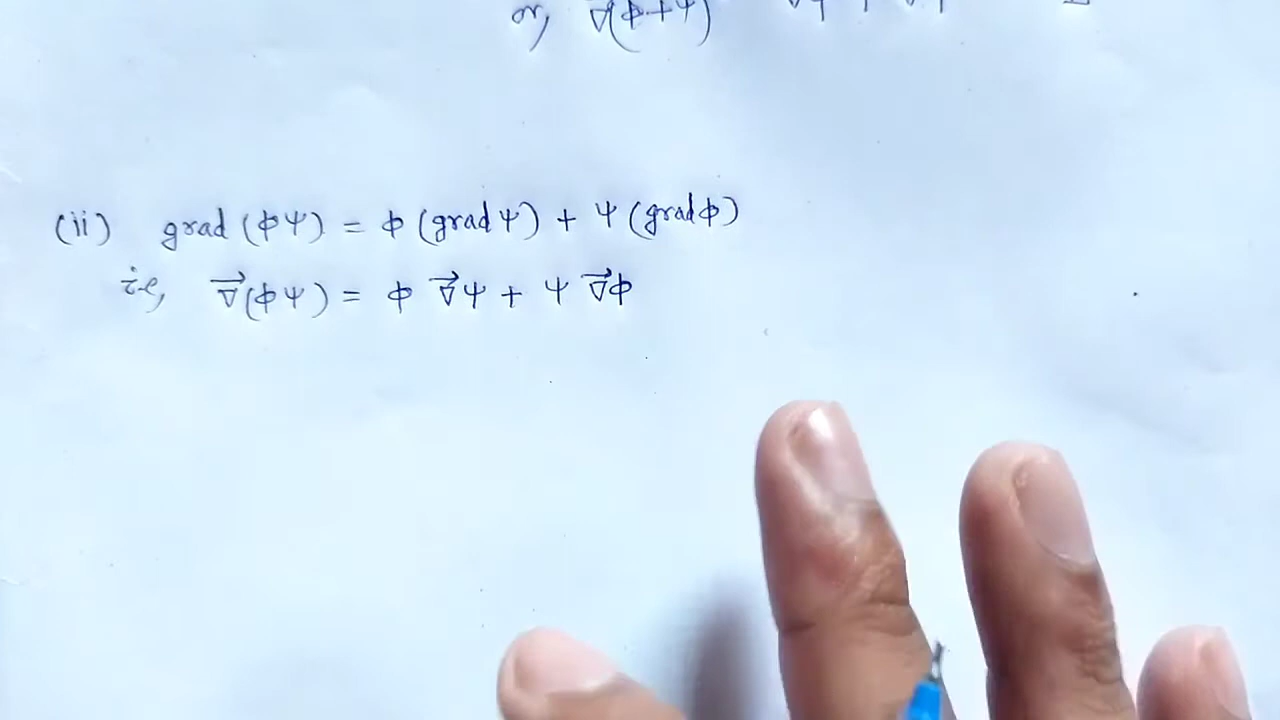 or, ∇(ϕ+ψ)
(ii) grad (ϕψ) = ϕ (grad ψ) + ψ (grad ϕ)
i.e, ∇⃗(ϕψ) = ϕ ∇⃗ψ + ψ ∇⃗ϕ